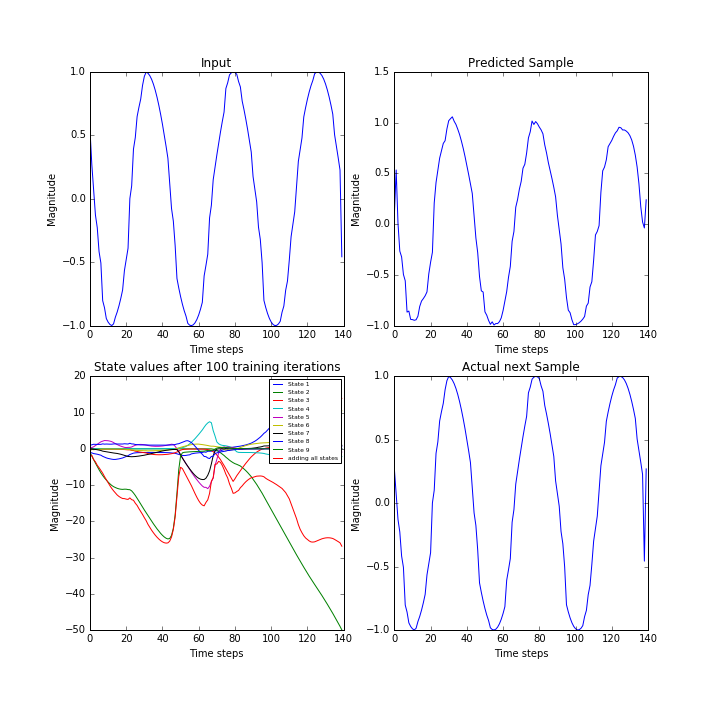 Input
1.0
0.5
0.0
−0.5
−1.0
Magnitude
0 20 40 60 80 100 120 140
Time steps
Predicted Sample
1.5
1.0
0.5
0.0
−0.5
−1.0
Magnitude
0 20 40 60 80 100 120 140
Time steps
State values after 100 training iterations
20
10
0
−10
−20
−30
−40
−50
Magnitude
0 20 40 60 80 100 120 140
Time steps
State 1
State 2
State 3
State 4
State 5
State 6
State 7
State 8
State 9
adding all states
Actual next Sample
1.0
0.5
0.0
−0.5
−1.0
Magnitude
0 20 40 60 80 100 120 140
Time steps